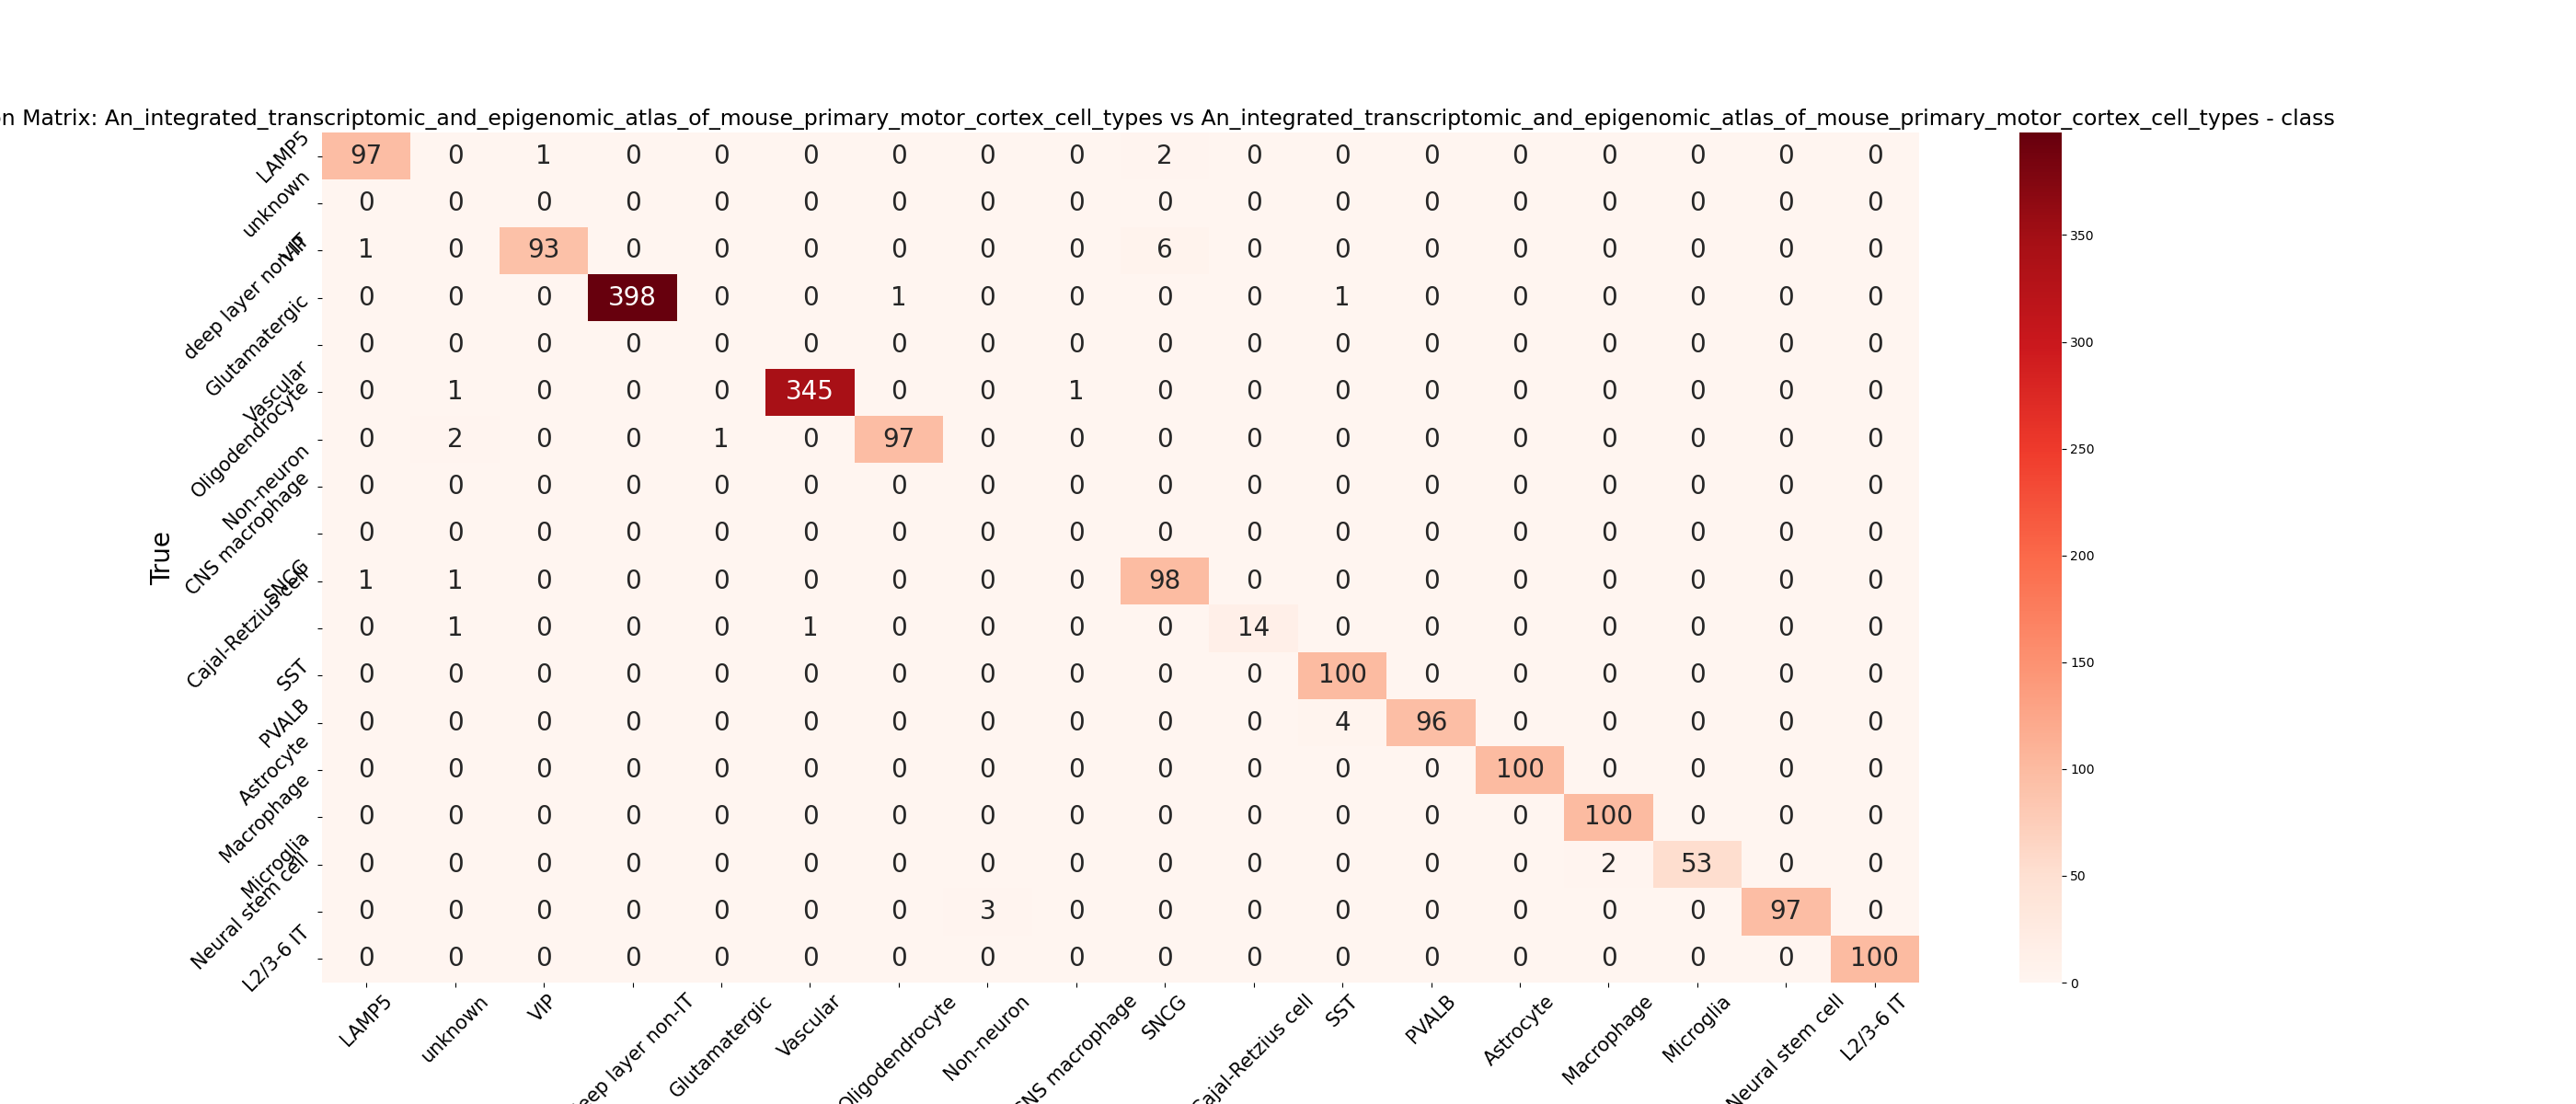 n Matrix: An_integrated_transcriptomic_and_epigenomic_atlas_of_mouse_primary_motor_cortex_cell_types vs An_integrated_transcriptomic_and_epigenomic_atlas_of_mouse_primary_motor_cortex_cell_types - class
LAMP5 97 0 1 0 0 0 0 0 0 2 0 0 0 0 0 0 0 0
unknown 0 0 0 0 0 0 0 0 0 0 0 0 0 0 0 0 0 0
VIP 1 0 93 0 0 0 0 0 0 6 0 0 0 0 0 0 0 0
deep layer non-IT 0 0 0 398 0 0 1 0 0 0 0 1 0 0 0 0 0 0
Glutamatergic 0 0 0 0 0 0 0 0 0 0 0 0 0 0 0 0 0 0
Vascular 0 1 0 0 0 345 0 0 1 0 0 0 0 0 0 0 0 0
Oligodendrocyte 0 2 0 0 1 0 97 0 0 0 0 0 0 0 0 0 0 0
Non-neuron 0 0 0 0 0 0 0 0 0 0 0 0 0 0 0 0 0 0
CNS macrophage 0 0 0 0 0 0 0 0 0 0 0 0 0 0 0 0 0 0
SNCG 1 1 0 0 0 0 0 0 0 98 0 0 0 0 0 0 0 0
Cajal-Retzius cell 0 1 0 0 0 1 0 0 0 0 14 0 0 0 0 0 0 0
SST 0 0 0 0 0 0 0 0 0 0 0 100 0 0 0 0 0 0
PVALB 0 0 0 0 0 0 0 0 0 0 0 4 96 0 0 0 0 0
Astrocyte 0 0 0 0 0 0 0 0 0 0 0 0 0 100 0 0 0 0
Macrophage 0 0 0 0 0 0 0 0 0 0 0 0 0 0 100 0 0 0
Microglia 0 0 0 0 0 0 0 0 0 0 0 0 0 0 2 53 0 0
Neural stem cell 0 0 0 0 0 0 0 3 0 0 0 0 0 0 0 0 97 0
L2/3-6 IT 0 0 0 0 0 0 0 0 0 0 0 0 0 0 0 0 0 100
True
LAMP5
unknown
VIP
eep layer non-IT
Glutamatergic
Vascular
Oligodendrocyte
Non-neuron
CNS macrophage
SNCG
Cajal-Retzius cell
SST
PVALB
Astrocyte
Macrophage
Microglia
Neural stem cell
L2/3-6 IT
350
300
250
200
150
100
50
0